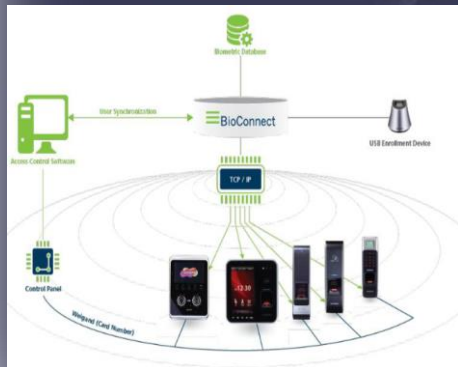 Biometric Database
User Synchronization
BioConnect
Access Control Software
USB Enrollment Device
TCP / IP
Control Panel
Weigand (Card Number)
12:30